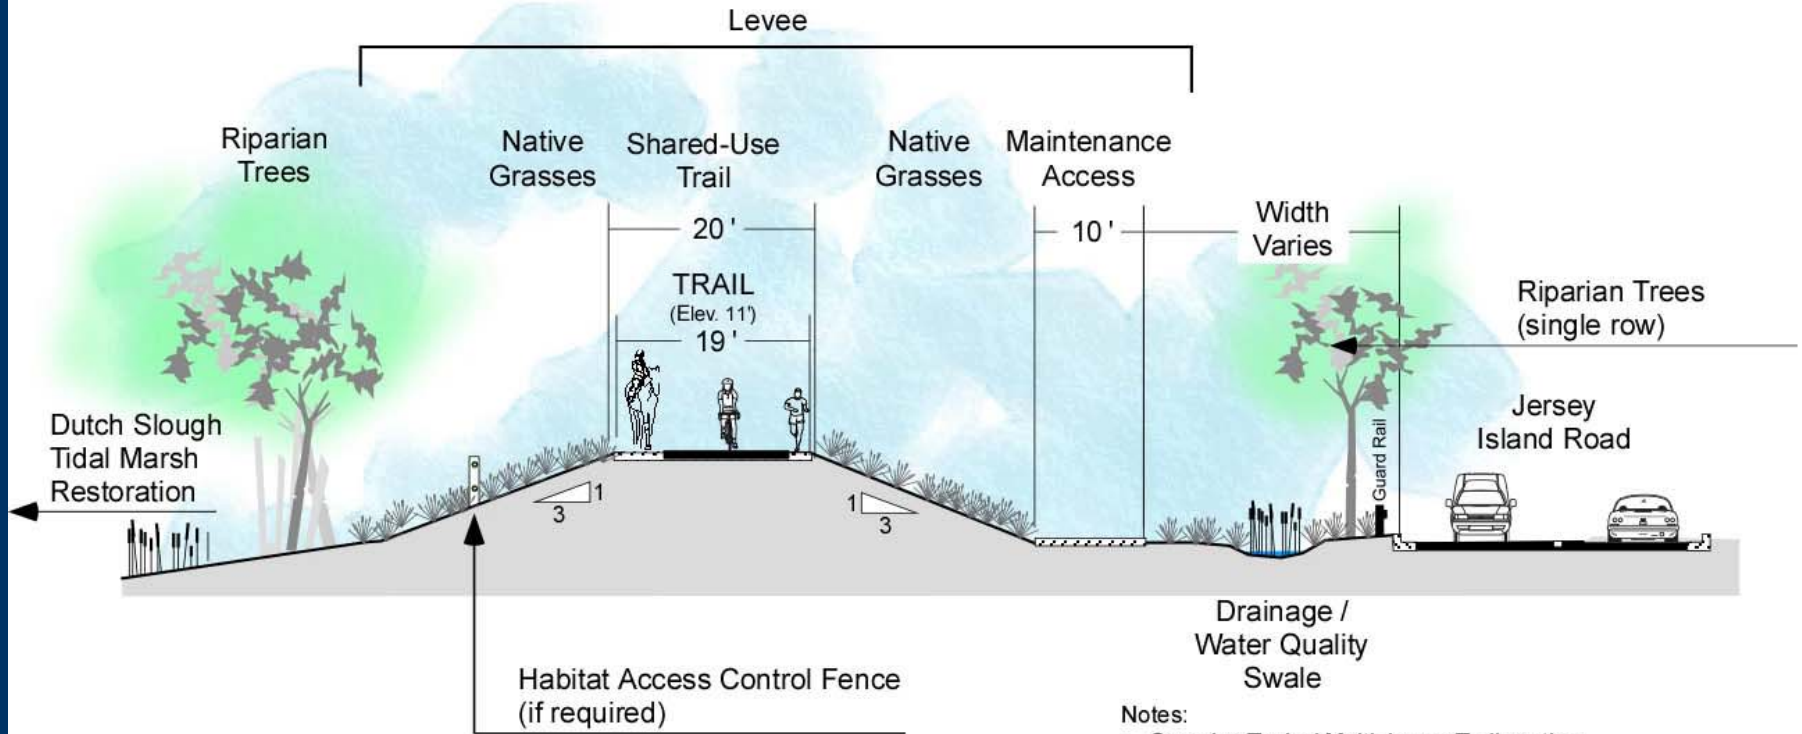 Levee
Riparian
Trees
Native
Grasses
Shared-Use
Trail
Native
Grasses
Maintenance
Access
20 '
10 '
Width
Varies
TRAIL
(Elev. 11')
19 '
Riparian Trees
(single row)
Dutch Slough
Tidal Marsh
Restoration
Jersey
Island Road
Guard Rail
1
3
1
3
Drainage /
Water Quality
Swale
Habitat Access Control Fence
(if required)
Notes: